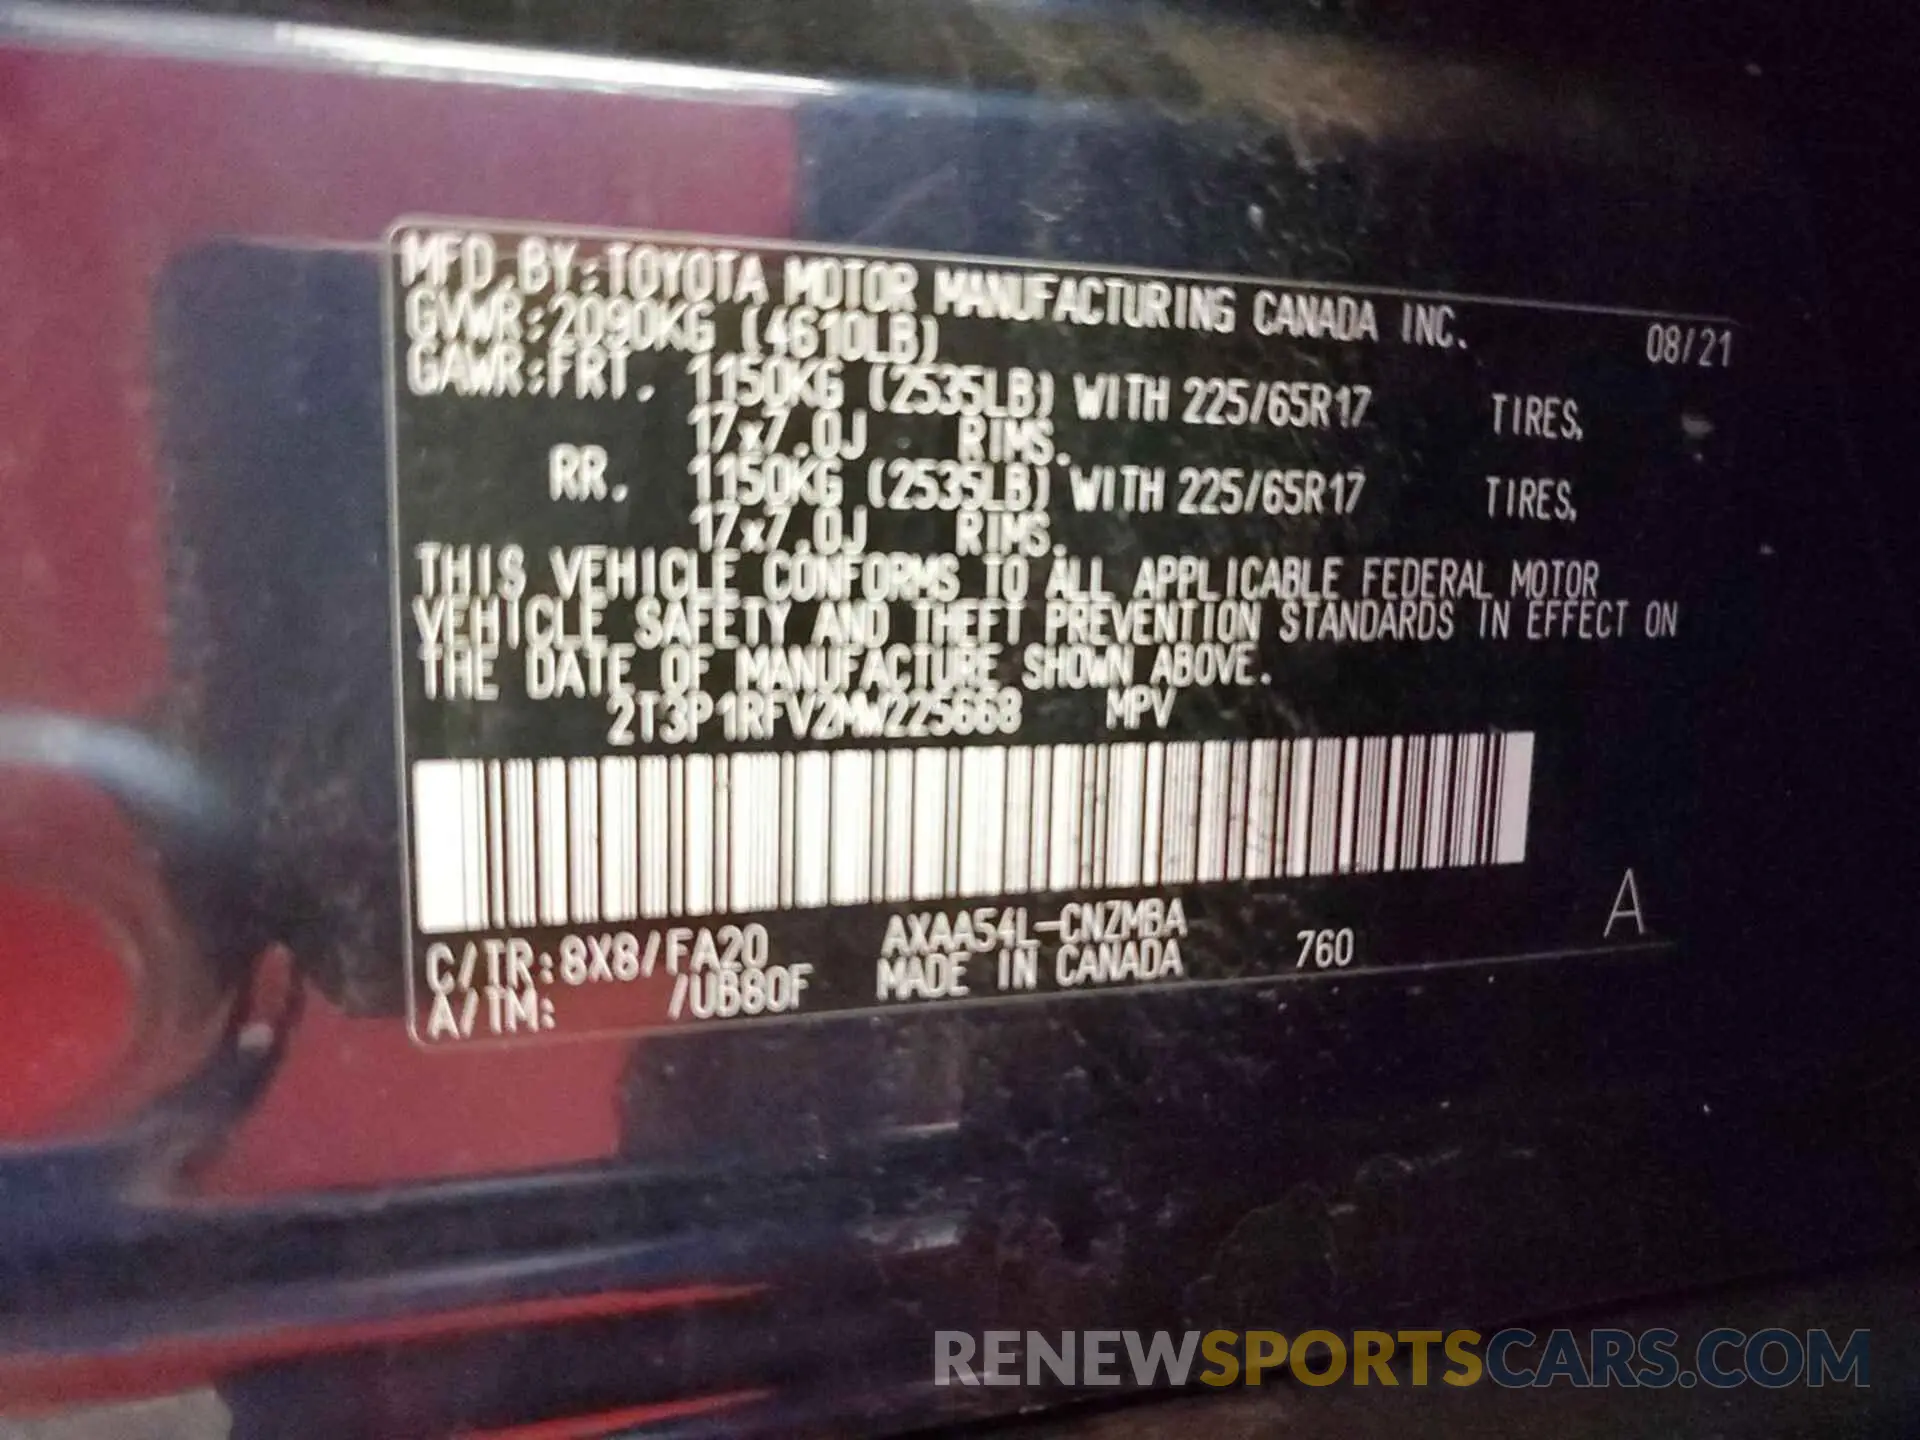 MFD.BY:TOYOTA MOTOR MANUFACTURING CANADA INC. 08/21
GVWR:2090KG (4610LB)
GAWR:FRT. 1150KG (2535LB) WITH 225/65R17 TIRES,
17x7.0J RIMS.
RR. 1150KG (2535LB) WITH 225/65R17 TIRES,
17x7.0J RIMS.
THIS VEHICLE CONFORMS TO ALL APPLICABLE FEDERAL MOTOR
VEHICLE SAFETY AND THEFT PREVENTION STANDARDS IN EFFECT ON
THE DATE OF MANUFACTURE SHOWN ABOVE.
2T3P1RFV2MW225668 MPV
C/TR:8X8/FA20 AXAA54L-CNZMBA 760 A
A/TM: /UB80F MADE IN CANADA
RENEWSPORTSCARS.COM